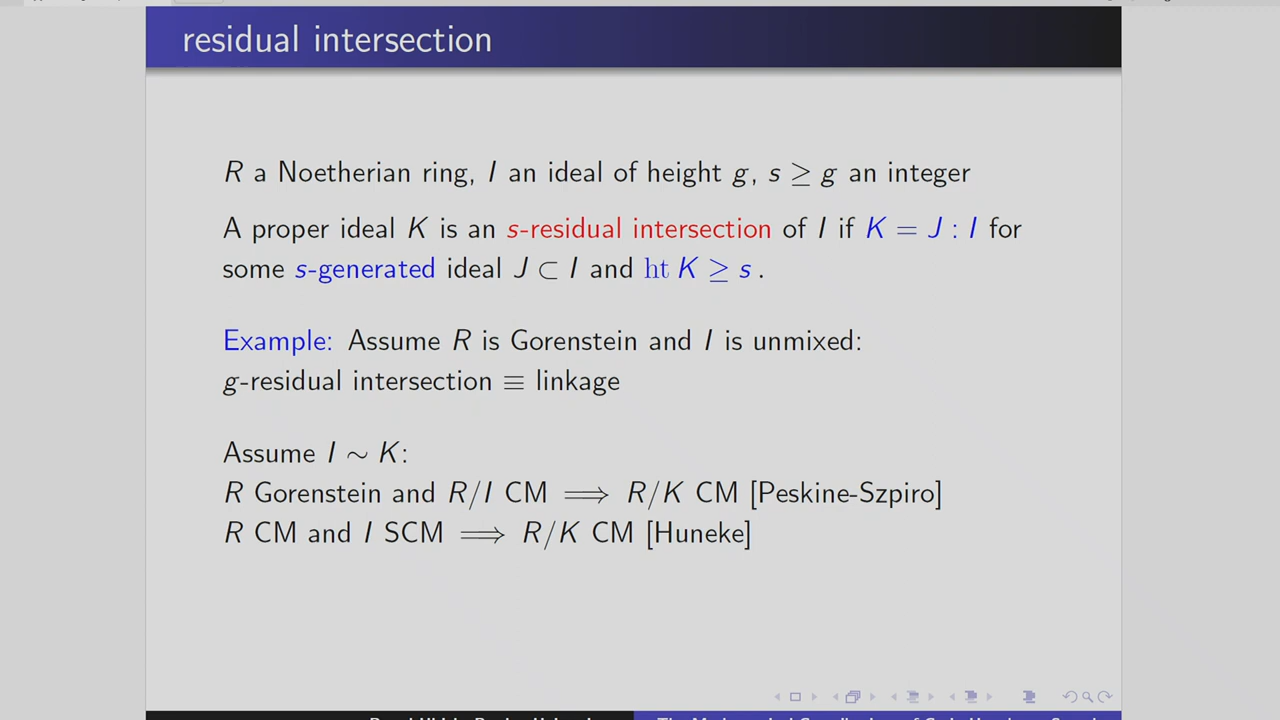 residual intersection
R a Noetherian ring, I an ideal of height g, s ≥ g an integer
A proper ideal K is an s-residual intersection of I if K = J : I for
some s-generated ideal J ⊂ I and ht K ≥ s .
Example: Assume R is Gorenstein and I is unmixed:
g-residual intersection ≡ linkage
Assume I ∼ K:
R Gorenstein and R/I CM ⟹ R/K CM [Peskine-Szpiro]
R CM and I SCM ⟹ R/K CM [Huneke]